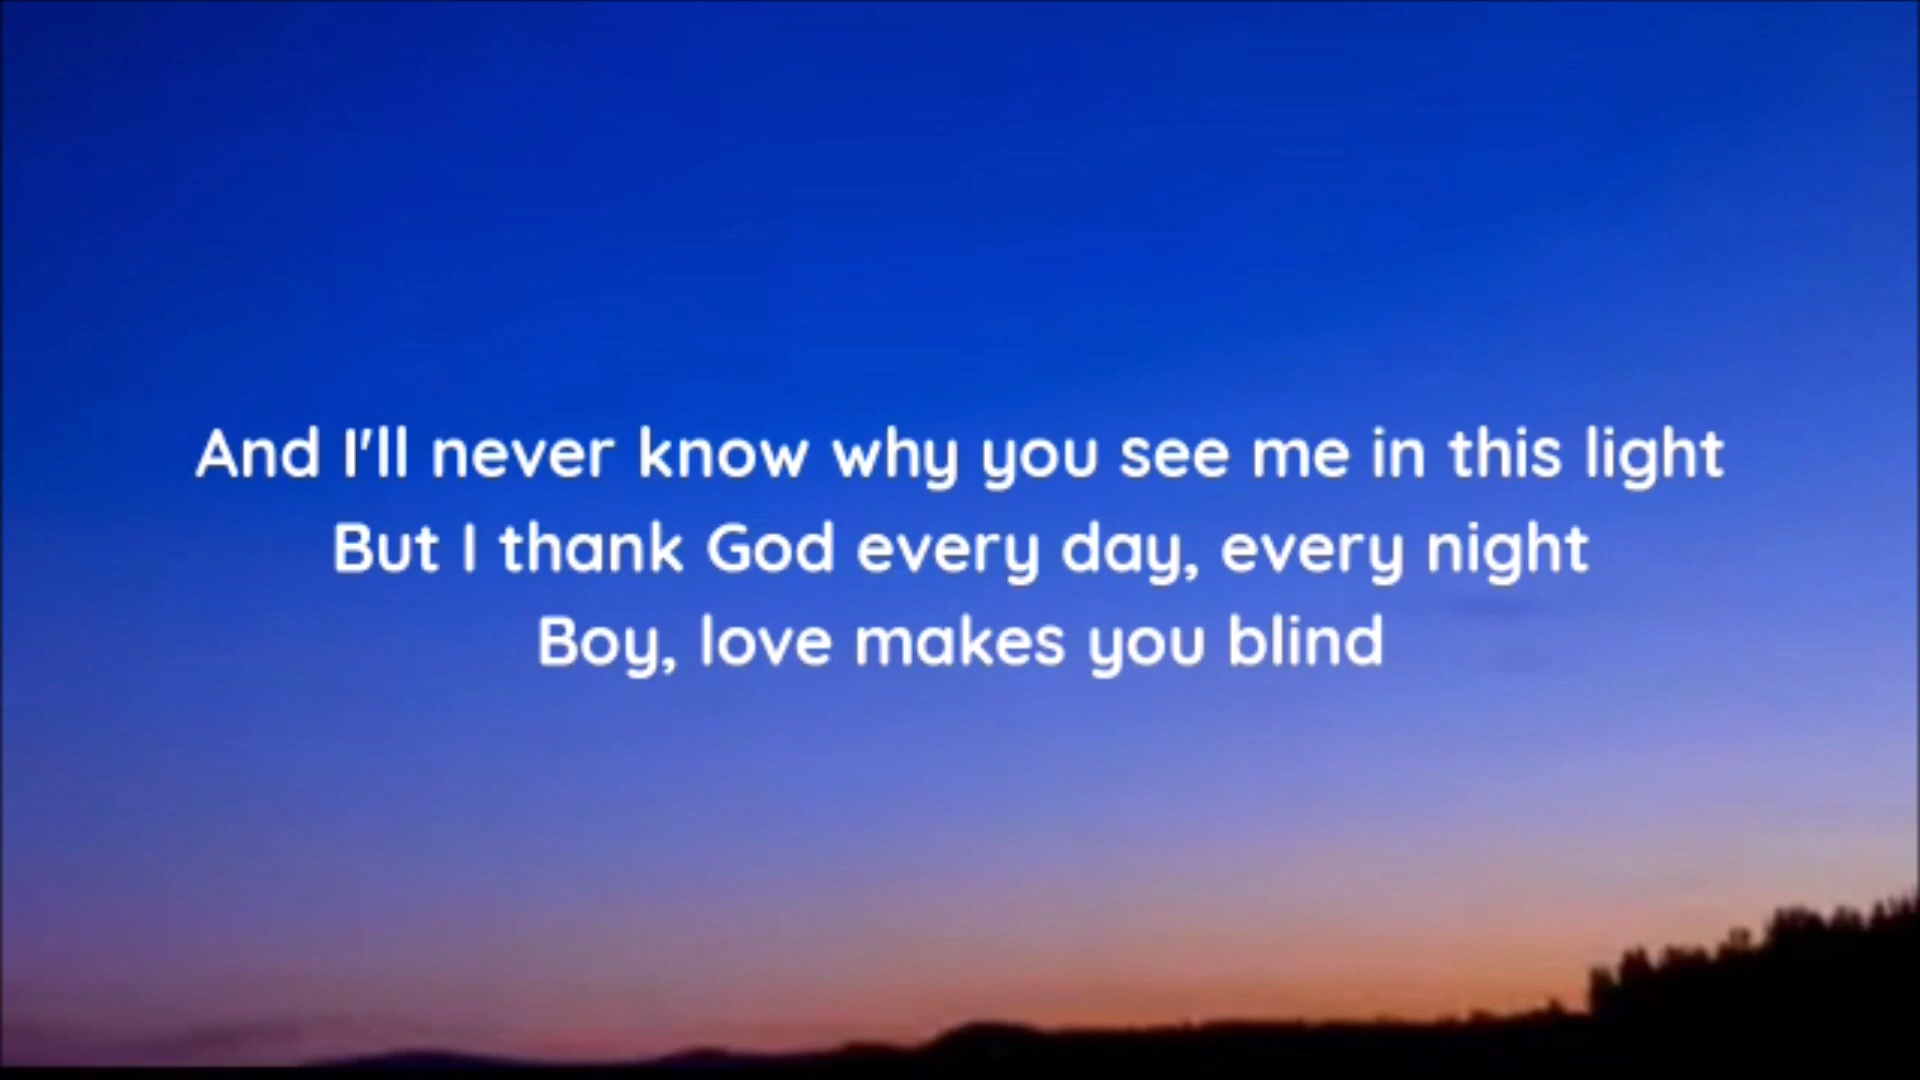 And I'll never know why you see me in this light
But I thank God every day, every night
Boy, love makes you blind